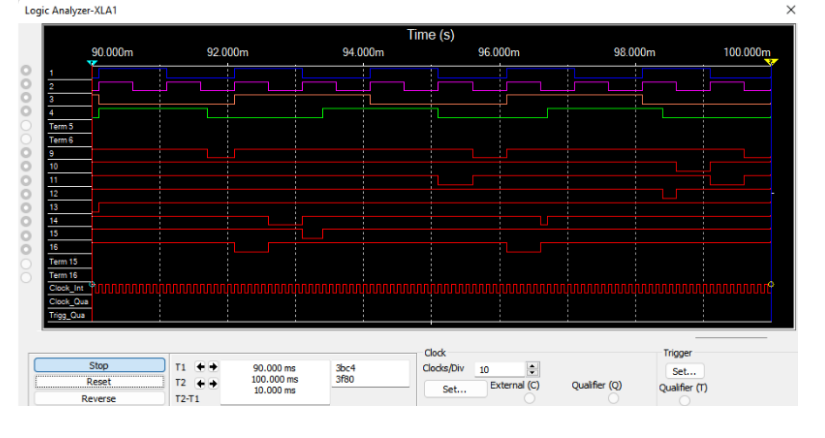 Logic Analyzer-XLA1
Time (s)
90.000m 92.000m 94.000m 96.000m 98.000m 100.000m
1
2
3
4
Term 5
Term 6
9
10
11
12
13
14
15
16
Term 15
Term 16
Clock_Int
Clock_Qua
Trigg_Qua
Stop
Reset
Reverse
T1 90.000 ms 3bc4
T2 100.000 ms 3f80
T2-T1 10.000 ms
Clock
Clocks/Div 10
Set... External (C) Qualifier (Q)
Trigger
Set...
Qualifier (T)